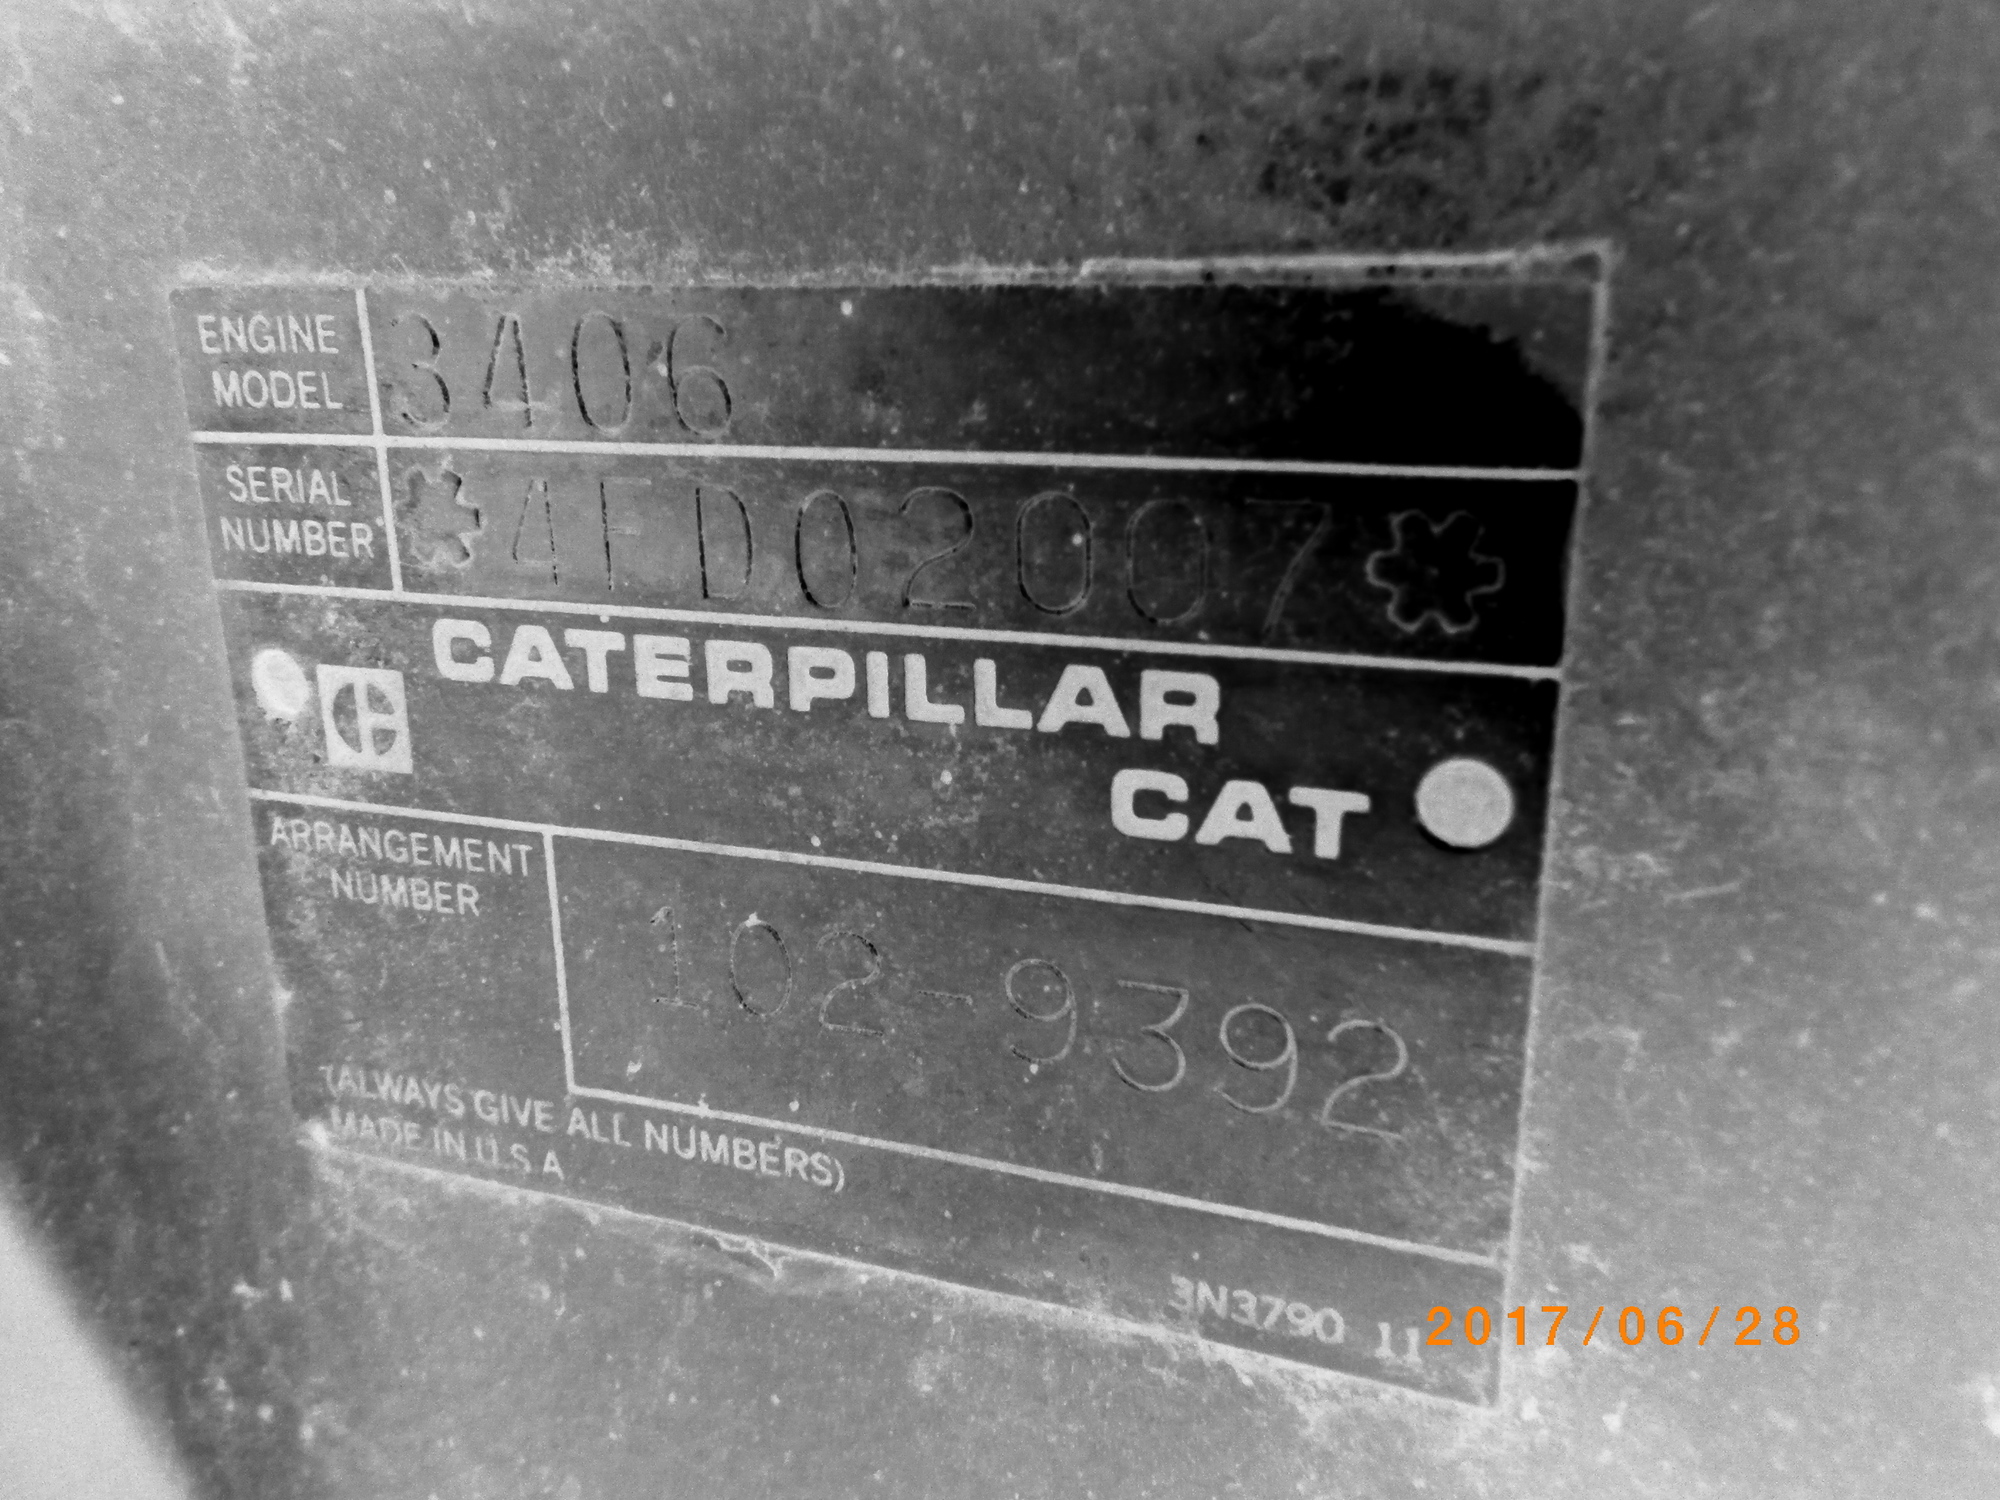 ENGINE MODEL 3406
SERIAL NUMBER *4FD02007*
CATERPILLAR
CAT
ARRANGEMENT NUMBER 102-9392
(ALWAYS GIVE ALL NUMBERS)
MADE IN U.S.A
3N3790 11
2017/06/28